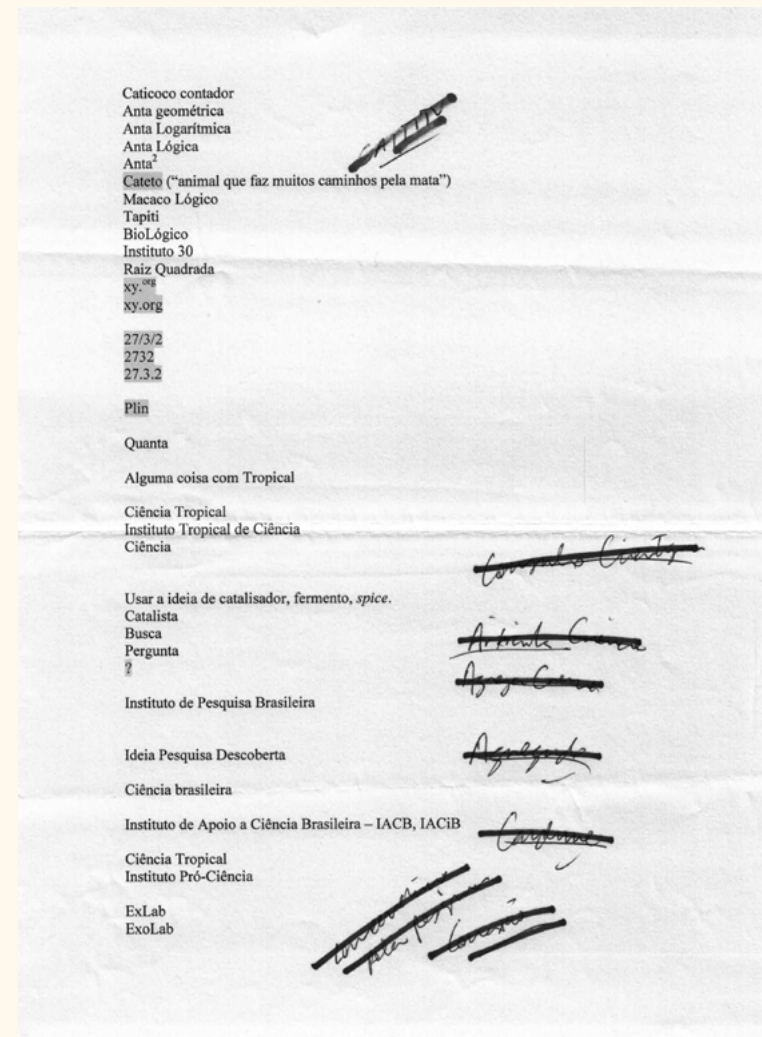 Caticoco contador
Anta geométrica
Anta Logarítmica
Anta Lógica
Anta²
Cateto (“animal que faz muitos caminhos pela mata”)
Macaco Lógico
Tapiti
BioLógico
Instituto 30
Raiz Quadrada
xy.ᵒʳᵍ
xy.org
27/3/2
2732
27.3.2
Plin
Quanta
Alguma coisa com Tropical
Ciência Tropical
Instituto Tropical de Ciência
Ciência
Usar a ideia de catalisador, fermento, spice.
Catalista
Busca
Pergunta
?
Instituto de Pesquisa Brasileira
Ideia Pesquisa Descoberta
Ciência brasileira
Instituto de Apoio a Ciência Brasileira – IACB, IACiB
Ciência Tropical
Instituto Pró-Ciência
ExLab
ExoLab